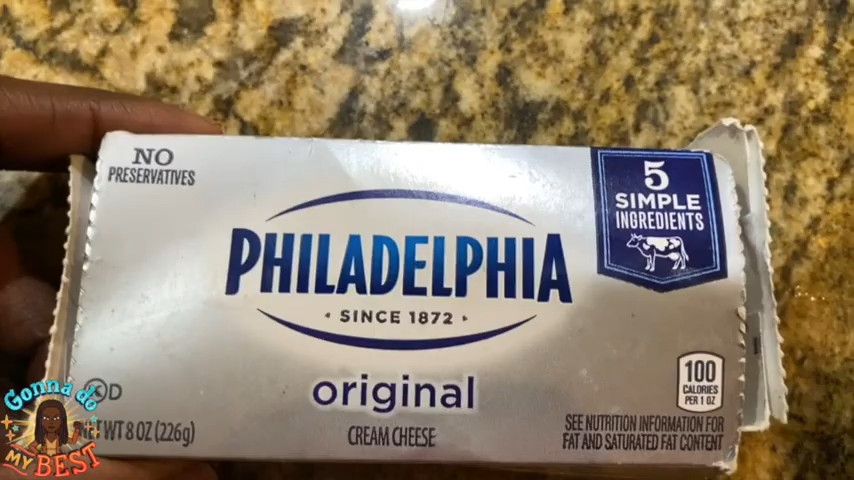 NO
PRESERVATIVES
5
SIMPLE
INGREDIENTS
PHILADELPHIA
SINCE 1872
original
CREAM CHEESE
100
CALORIES
PER 1 OZ
SEE NUTRITION INFORMATION FOR
FAT AND SATURATED FAT CONTENT
K D
NET WT 8 OZ (226g)
Gonna do
MY BEST